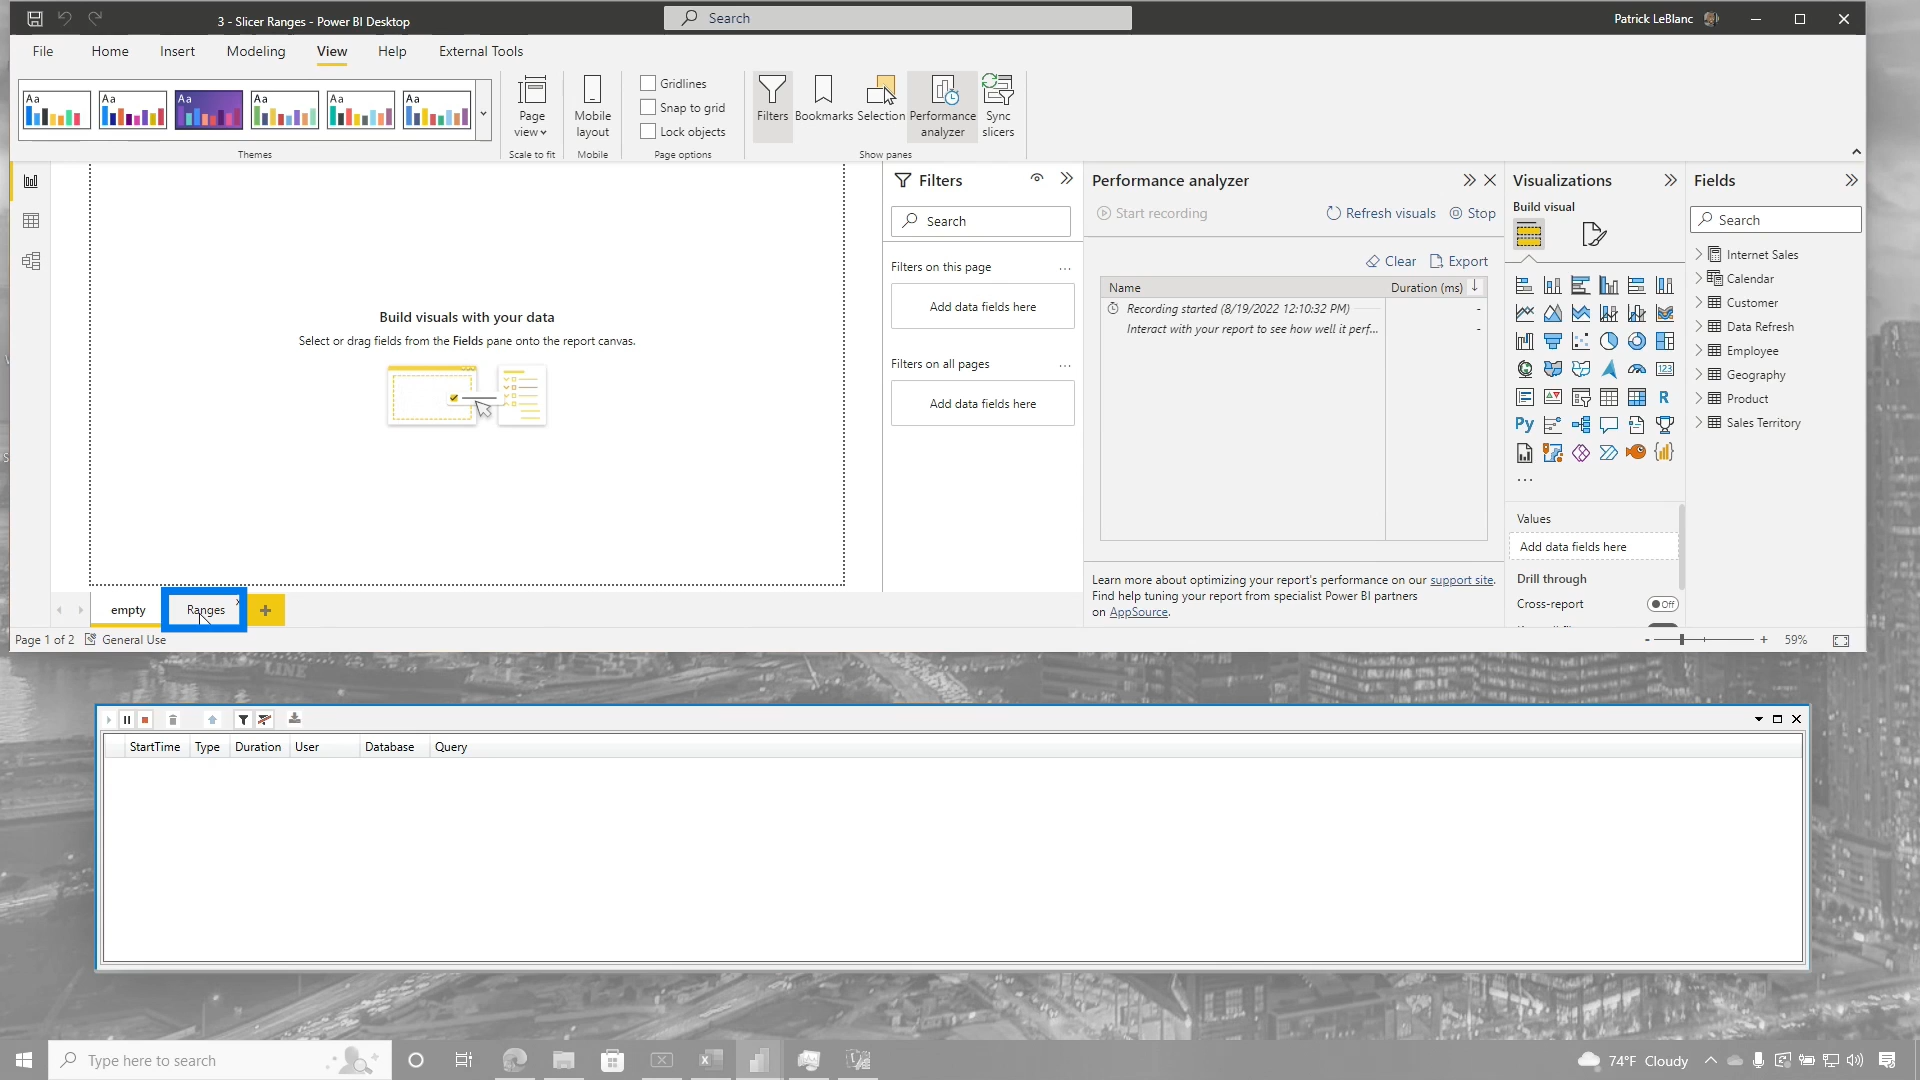 3 - Slicer Ranges - Power BI Desktop
Search
Patrick LeBlanc
File
Home
Insert
Modeling
View
Help
External Tools
Aa
Aa
Aa
Aa
Aa
Aa
Page view
Mobile layout
Gridlines
Snap to grid
Lock objects
Filters
Bookmarks
Selection
Performance analyzer
Sync slicers
Themes
Scale to fit
Mobile
Page options
Show panes
Build visuals with your data
Select or drag fields from the Fields pane onto the report canvas.
Filters
Search
Filters on this page
...
Add data fields here
Filters on all pages
...
Add data fields here
Performance analyzer
Start recording
Refresh visuals
Stop
Clear
Export
Name
Duration (ms)
Recording started (8/19/2022 12:10:32 PM)
-
Interact with your report to see how well it perf...
-
Learn more about optimizing your report's performance on our support site.
Find help tuning your report from specialist Power BI partners
on AppSource.
Visualizations
Build visual
123
R
Py
...
Values
Add data fields here
Drill through
Cross-report
Off
Fields
Search
Internet Sales
Calendar
Customer
Data Refresh
Employee
Geography
Product
Sales Territory
empty
Ranges
+
Page 1 of 2
General Use
-
+
59%
LINE
StartTime
Type
Duration
User
Database
Query
Type here to search
74°F Cloudy